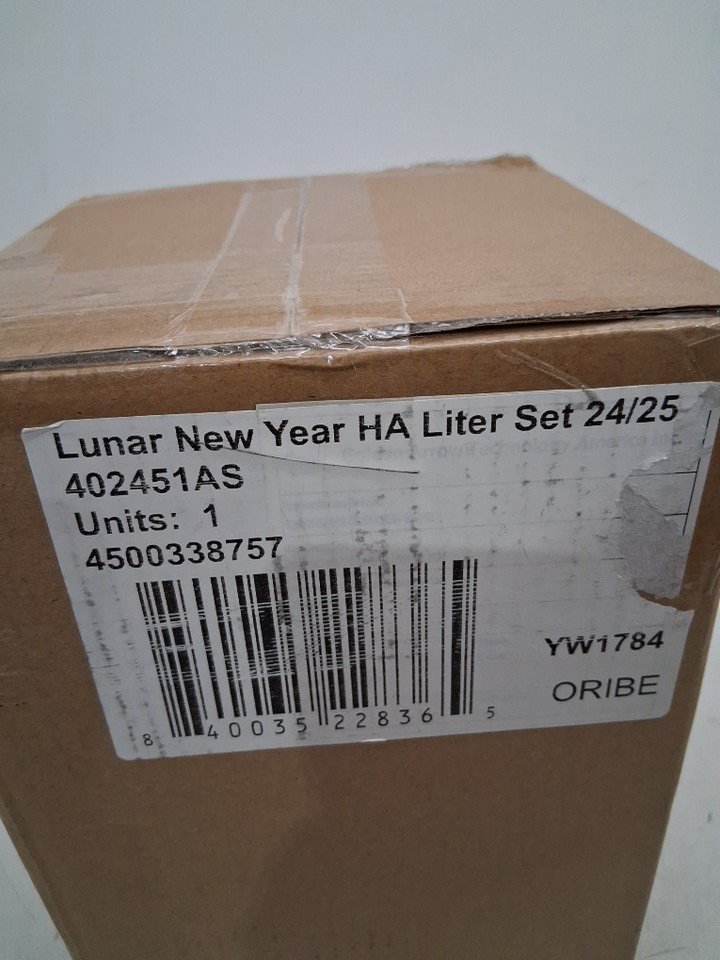 Lunar New Year HA Liter Set 24/25
402451AS
Units: 1
4500338757
YW1784
ORIBE
8 40035 22836 5